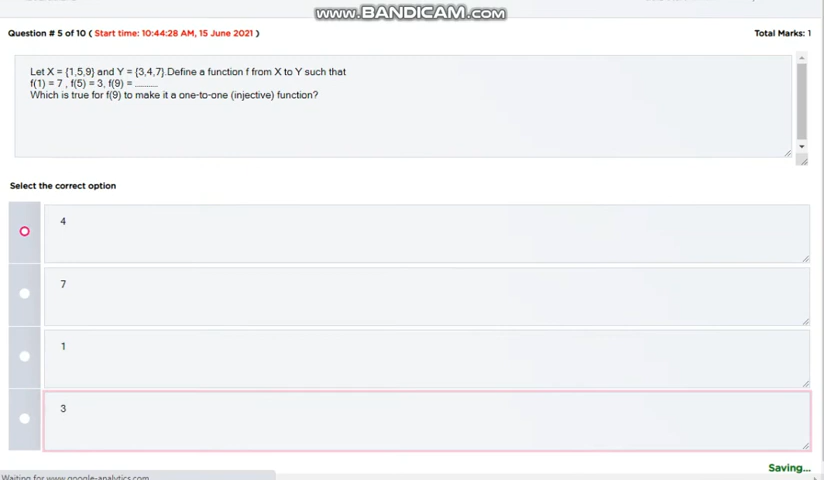 www.BANDICAM.com
Question # 5 of 10 ( Start time: 10:44:28 AM, 15 June 2021 )
Total Marks: 1
Let X = {1,5,9} and Y = {3,4,7}.Define a function f from X to Y such that
f(1) = 7 , f(5) = 3, f(9) = ..........
Which is true for f(9) to make it a one-to-one (injective) function?
Select the correct option
4
7
1
3
Saving...
Waiting for www.google-analytics.com